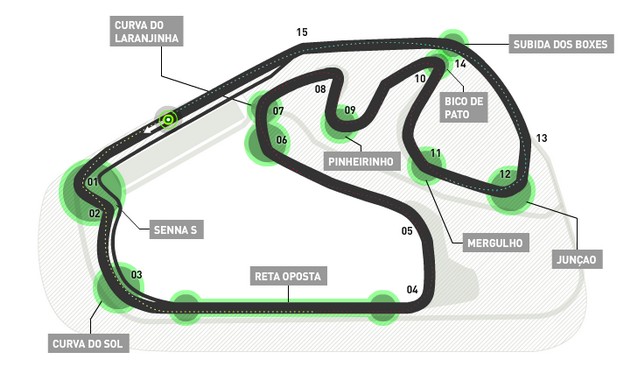 CURVA DO
LARANJINHA
15
SUBIDA DOS BOXES
14
08
10
07
09
BICO DE
PATO
06
13
PINHEIRINHO
11
12
01
02
SENNA S
05
MERGULHO
JUNÇAO
03
RETA OPOSTA
04
CURVA DO SOL